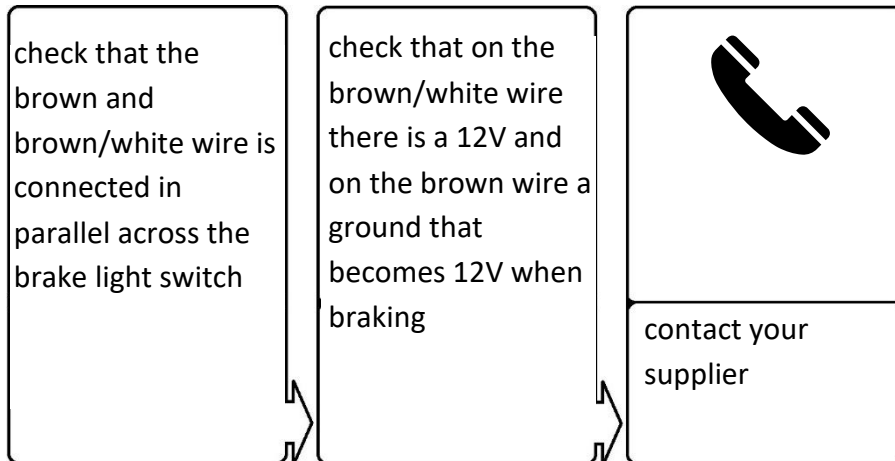 check that the
brown and
brown/white wire is
connected in
parallel across the
brake light switch
check that on the
brown/white wire
there is a 12V and
on the brown wire a
ground that
becomes 12V when
braking
contact your
supplier